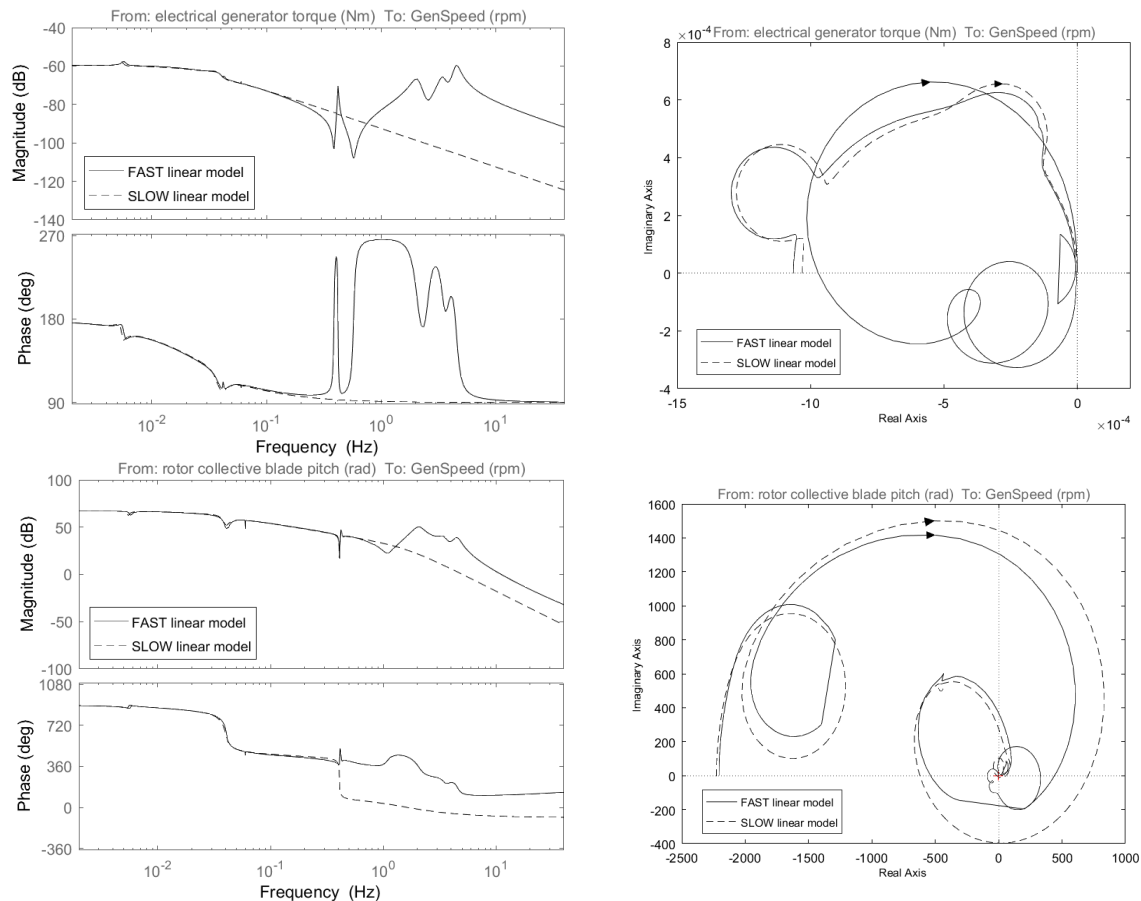 From: electrical generator torque (Nm) To: GenSpeed (rpm)
-40
-60
-80
-100
-120
-140
Magnitude (dB)
FAST linear model
SLOW linear model
270
180
90
Phase (deg)
10^-2
10^-1
10^0
10^1
Frequency (Hz)
×10^-4
From: electrical generator torque (Nm) To: GenSpeed (rpm)
8
6
4
2
0
-2
-4
Imaginary Axis
FAST linear model
SLOW linear model
-15
-10
-5
0
Real Axis
×10^-4
From: rotor collective blade pitch (rad) To: GenSpeed (rpm)
100
50
0
-50
-100
Magnitude (dB)
FAST linear model
SLOW linear model
1080
720
360
0
-360
Phase (deg)
10^-2
10^-1
10^0
10^1
Frequency (Hz)
From: rotor collective blade pitch (rad) To: GenSpeed (rpm)
1600
1400
1200
1000
800
600
400
200
0
-200
-400
Imaginary Axis
FAST linear model
SLOW linear model
-2500
-2000
-1500
-1000
-500
0
500
1000
Real Axis